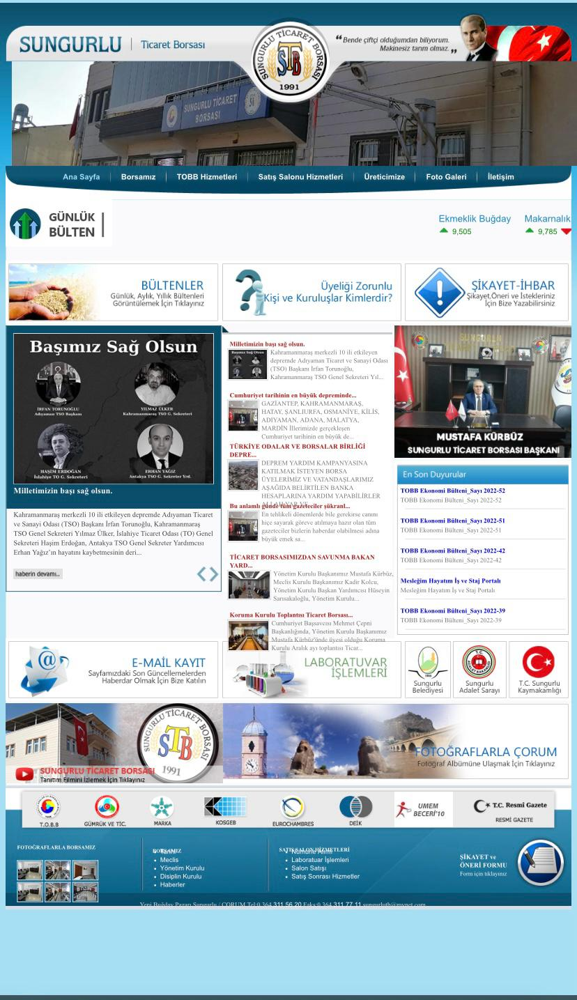 SUNGURLU
Ticaret Borsası
SUNGURLU TİCARET BORSASI
STB
1991
“Bende çiftçi olduğumdan biliyorum.
Makinesiz tarım olmaz.„
SUNGURLU TİCARET
BORSASI
Ana Sayfa
Borsamız
TOBB Hizmetleri
Satış Salonu Hizmetleri
Üreticimize
Foto Galeri
İletişim
GÜNLÜK
BÜLTEN
Ekmeklik Buğday
9,505
Makarnalık
9,785
BÜLTENLER
Günlük, Aylık, Yıllık Bültenleri
Görüntülemek İçin Tıklayınız
Üyeliği Zorunlu
Kişi ve Kuruluşlar Kimlerdir?
ŞİKAYET-İHBAR
Şikayet,Öneri ve İstekleriniz
İçin Bize Yazabilirsiniz
Başımız Sağ Olsun
İRFAN TORUNOĞLU
Adıyaman TSO Başkanı
YILMAZ ÜLKER
Kahramanmaraş TSO G. Sekreteri
HAŞİM ERDOĞAN
İslahiye TO G. Sekreteri
ERHAN YAĞIZ
Antakya TSO G. Sekreter Yrd.
Milletimizin başı sağ olsun.
Kahramanmaraş merkezli 10 ili etkileyen depremde Adıyaman Ticaret
ve Sanayi Odası (TSO) Başkanı İrfan Torunoğlu, Kahramanmaraş
TSO Genel Sekreteri Yılmaz Ülker, İslahiye Ticaret Odası (TO) Genel
Sekreteri Haşim Erdoğan, Antakya TSO Genel Sekreter Yardımcısı
Erhan Yağız’ın hayatını kaybetmesinin deri...
haberin devamı..
Milletimizin başı sağ olsun.
Başımız Sağ Olsun
Kahramanmaraş merkezli 10 ili etkileyen
depremde Adıyaman Ticaret ve Sanayi Odası
(TSO) Başkanı İrfan Torunoğlu,
Kahramanmaraş TSO Genel Sekreteri Yıl...
Cumhuriyet tarihinin en büyük depreminde...
GAZİANTEP, KAHRAMANMARAŞ,
HATAY, ŞANLIURFA, OSMANİYE, KİLİS,
ADIYAMAN, ADANA, MALATYA,
MARDİN İllerimizde gerçekleşen
Cumhuriyet tarihinin en büyük de...
TÜRKİYE ODALAR VE BORSALAR BİRLİĞİ
DEPRE...
DEPREM YARDIM KAMPANYASINA
KATILMAK İSTEYEN BORSA
ÜYELERİMİZ VE VATANDAŞLARIMIZ
AŞAĞIDA BELİRTİLEN BANKA
HESAPLARINA YARDIM YAPABİLİRLER
Bu anlamlı günde tüm gazeteciler şükranl...
En tehlikeli dönemlerde bile gerekirse canını
hiçe sayarak göreve atılmaya hazır olan tüm
gazeteciler bizlerin haberdar olabilmesi adına
büyük emek sa...
TİCARET BORSASIMIZDAN SAVUNMA BAKAN
YARD...
Yönetim Kurulu Başkanımız Mustafa Kürbüz,
Meclis Kurulu Başkanımız Kadir Kolcu,
Yönetim Kurulu Başkan Yardımcısı Hüseyin
Sarısakaloğlu, Yönetim Kurulu...
Koruma Kurulu Toplantısı Ticaret Borsası...
Cumhuriyet Başsavcısı Mehmet Çepni
Başkanlığında, Yönetim Kurulu Başkanımız
Mustafa Kürbüz'ünde üyesi olduğu Koruma
Kurulu Aralık ayı toplantısı Ticar...
MUSTAFA KÜRBÜZ
SUNGURLU TİCARET BORSASI BAŞKANI
En Son Duyurular
TOBB Ekonomi Bülteni_Sayı 2022-52
TOBB Ekonomi Bülteni_Sayı 2022-52
TOBB Ekonomi Bülteni_Sayı 2022-51
TOBB Ekonomi Bülteni_Sayı 2022-51
TOBB Ekonomi Bülteni_Sayı 2022-42
TOBB Ekonomi Bülteni_Sayı 2022-42
Mesleğim Hayatım İş ve Staj Portalı
Mesleğim Hayatım İş ve Staj Portalı
TOBB Ekonomi Bülteni_Sayı 2022-39
TOBB Ekonomi Bülteni_Sayı 2022-39
E-MAİL KAYIT
Sayfamızdaki Son Güncellemelerden
Haberdar Olmak İçin Bize Katılın
LABORATUVAR
İŞLEMLERİ
Sungurlu
Belediyesi
Sungurlu
Adalet Sarayı
T.C. Sungurlu
Kaymakamlığı
SUNGURLU TİCARET BORSASI
STB
1991
SUNGURLU TİCARET BORSASI
Tanıtım Filmini İzlemek İçin Tıklayınız
FOTOĞRAFLARLA ÇORUM
Fotoğraf Albümüne Ulaşmak İçin Tıklayınız
T.O.B.B
GÜMRÜK VE TİC.
MARKA
KOSGEB
EUROCHAMBRES
DEİK
UMEM
BECERİ'10
T.C. Resmî Gazete
RESMİ GAZETE
FOTOĞRAFLARLA BORSAMIZ
BORSAMIZ
Meclis
Yönetim Kurulu
Disiplin Kurulu
Haberler
SATIŞ SALON HİZMETLERİ
Numune Alımı
Laboratuar İşlemleri
Salon Satışı
Satış Sonrası Hizmetler
ŞİKAYET ve
ÖNERİ FORMU
Form için tıklayınız
Yeni Buğday Pazarı Sungurlu / ÇORUM Tel:0 364 311 56 20 Faks:0 364 311 77 11 sungurlutb@mynet.com